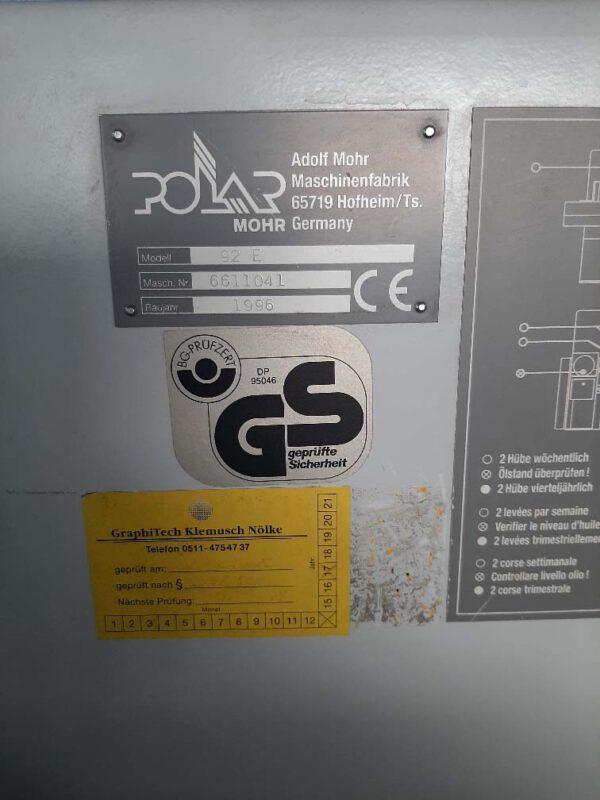 POLAR
MOHR
Adolf Mohr
Maschinenfabrik
65719 Hofheim/Ts.
Germany
Modell 92 E
Masch. Nr 6611041
Baujahr 1996
CE
BG-PRÜFZERT
DP
95046
GS
geprüfte
Sicherheit
GraphiTech Klemusch Nölke
Telefon 0511-4754737
geprüft am:
geprüft nach §
Nächste Prüfung:
Monat
1 2 3 4 5 6 7 8 9 10 11 12
Jahr
15 16 17 18 19 20 21
2 Hübe wöchentlich
Ölstand überprüfen!
2 Hübe vierteljährlich
2 levées par semaine
Verifier le niveau d'huile
2 levées trimestriellemen
2 corse settimanale
Controllare livello olio!
2 corse trimestrale